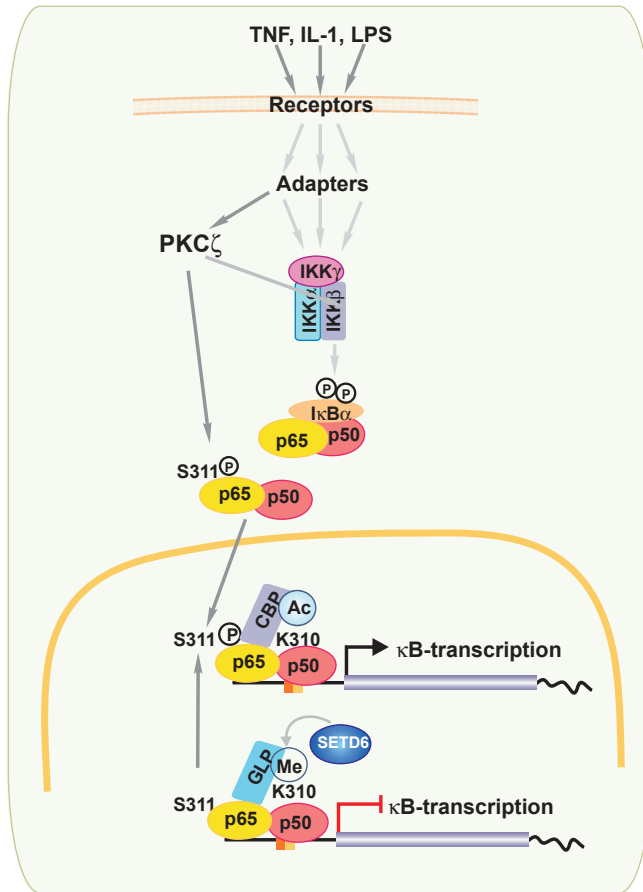 TNF, IL-1, LPS
Receptors
Adapters
PKCζ
IKKγ
IKKα
IKKβ
P P
IκBα
p65 p50
S311 P
p65 p50
CBP Ac
S311 P K310
p65 p50
κB-transcription
SETD6
GLP Me
S311 K310
p65 p50
κB-transcription